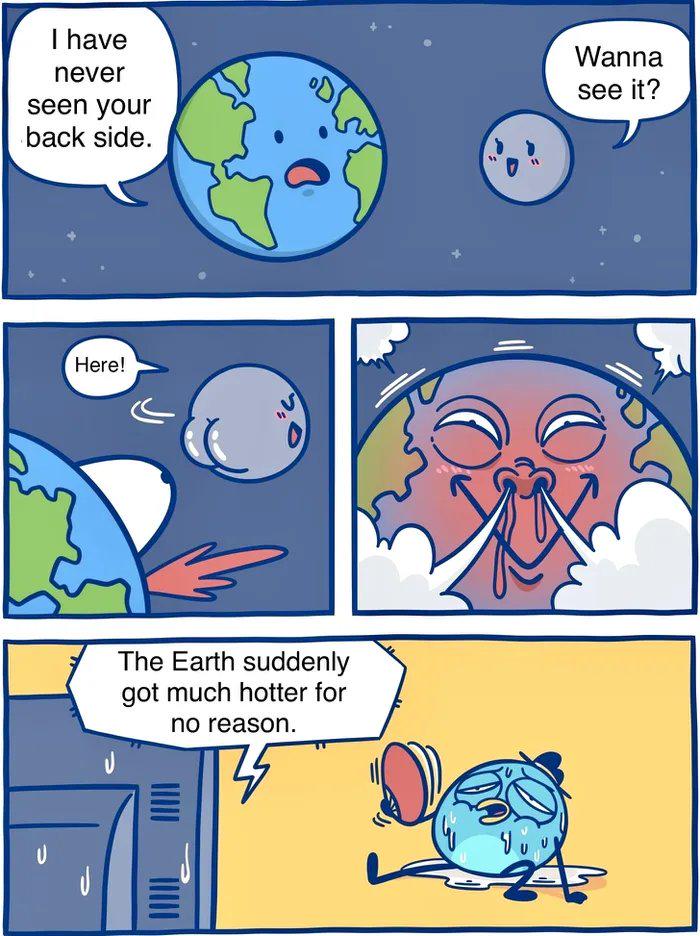 I have
never
seen your
back side.
Wanna
see it?
Here!
The Earth suddenly
got much hotter for
no reason.